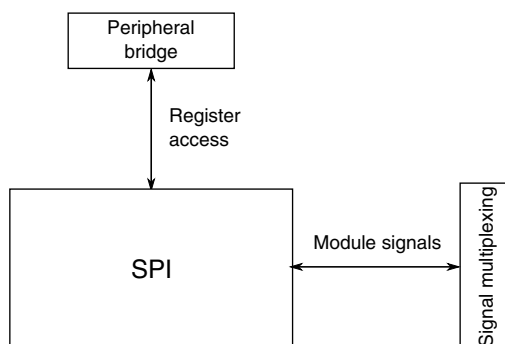 Peripheral
bridge
Register
access
SPI
Module signals
Signal multiplexing